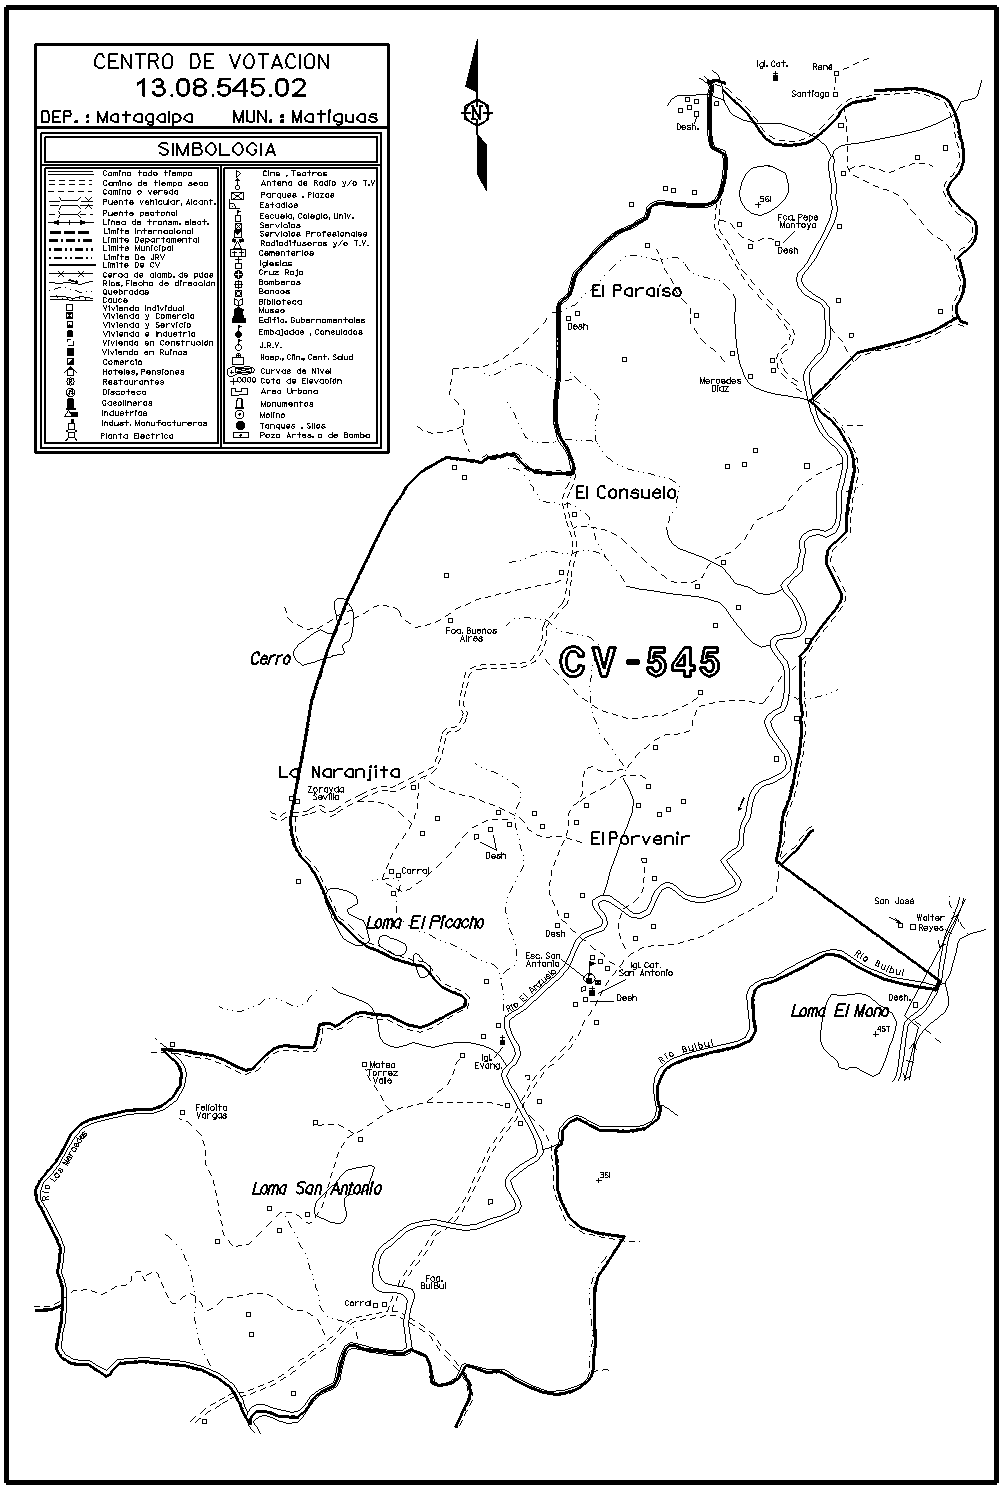 CENTRO DE VOTACION
13.08.545.02
DEP. : Matagalpa MUN. : Matiguas
SIMBOLOGIA
Camino todo tiempo
Camino de tiempo seco
Camino o vereda
Puente vehicular, Alcant.
Puente peatonal
Linea de transm. elect.
Limite Internacional
Limite Departamental
Limite Municipal
Limite De JRV
Limite De CV
Cerca de alamb. de puas
Rios, Flecha de direccion
Quebradas
Cauce
Vivienda Individual
Vivienda y Comercio
Vivienda y Servicio
Vivienda e Industria
Vivienda en Construción
Vivienda en Ruinas
Comercio
Hoteles, Pensiones
Restaurantes
Discoteca
Gasolineras
Industrias
Indust. Manufactureras
Planta Electrica
Cine , Teatros
Antena de Radio y/o T.V
Parques , Plazas
Estadios
Escuela, Colegio, Univ.
Servicios
Servicios Profesionales
Radiodifusoras y/o T.V.
Cementerios
Iglesias
Cruz Roja
Bomberos
Bancos
Biblioteca
Museo
Edific. Gubernamentales
Embajadas , Consulados
J.R.V.
Hosp., Clin., Cent. Salud
Curvas de Nivel
Cota de Elevación
Area Urbana
Monumentos
Molino
Tanques , Silos
Pozo Artes. o de Bomba
N
Igl. Cat.
René
Santiago
Desh.
561
Fca. Pepe
Montoya
Desh
El Paraíso
Desh
Mercedes
Díaz
El Consuelo
Fca. Buenos
Aires
Cerro
CV-545
La Naranjita
Zorayda
Sevilla
El Porvenir
Desh
Corral
Loma El Picacho
San José
Walter
Reyes
Desh
Esc. San
Antonio
Igl. Cat.
San Antonio
Rio El Anzuelo
Desh
Río Bulbul
Desh.
Loma El Mono
457
Río Bulbul
Igl.
Evang.
Mateo
Torrez
Valle
Felicita
Vargas
Río Las Mercedes
351
Loma San Antonio
Fca.
Bulbul
Corral